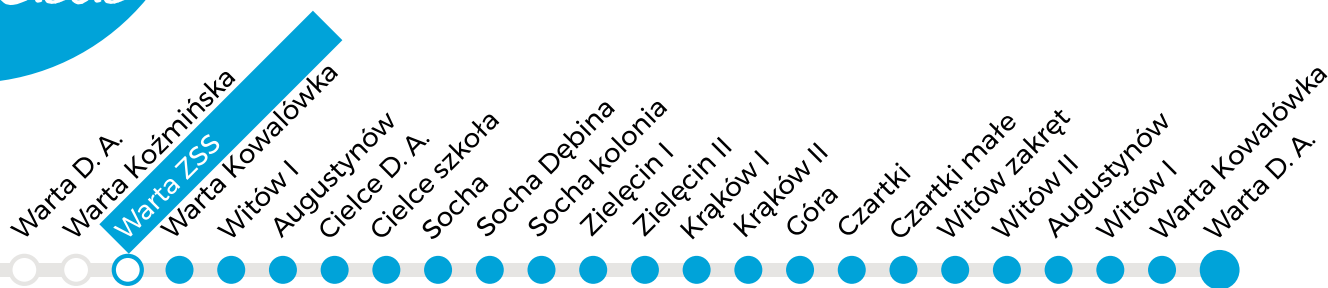 Warta D. A.
Warta Koźmińska
Warta ZSS
Warta Kowalówka
Witów I
Augustynów
Cielce D. A.
Cielce szkoła
Socha
Socha Dębina
Socha kolonia
Zielęcin I
Zielęcin II
Krąków I
Krąków II
Góra
Czartki
Czartki małe
Witów zakręt
Witów II
Augustynów
Witów I
Warta Kowalówka
Warta D. A.